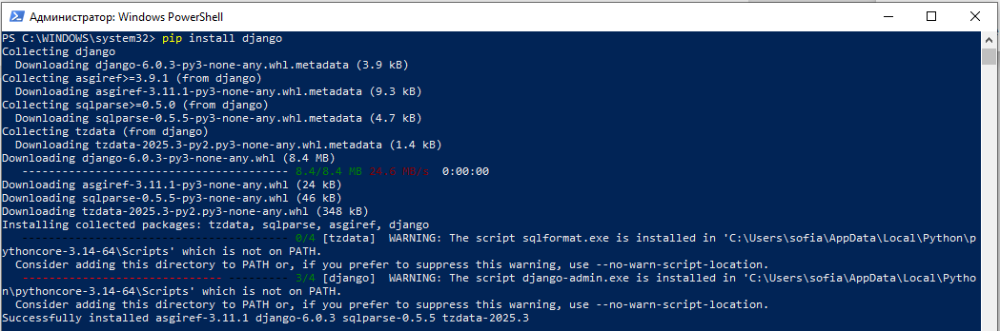 Администратор: Windows PowerShell
PS C:\WINDOWS\system32> pip install django
Collecting django
  Downloading django-6.0.3-py3-none-any.whl.metadata (3.9 kB)
Collecting asgiref>=3.9.1 (from django)
  Downloading asgiref-3.11.1-py3-none-any.whl.metadata (9.3 kB)
Collecting sqlparse>=0.5.0 (from django)
  Downloading sqlparse-0.5.5-py3-none-any.whl.metadata (4.7 kB)
Collecting tzdata (from django)
  Downloading tzdata-2025.3-py2.py3-none-any.whl.metadata (1.4 kB)
Downloading django-6.0.3-py3-none-any.whl (8.4 MB)
   ---------------------------------------- 8.4/8.4 MB 24.6 MB/s  0:00:00
Downloading asgiref-3.11.1-py3-none-any.whl (24 kB)
Downloading sqlparse-0.5.5-py3-none-any.whl (46 kB)
Downloading tzdata-2025.3-py2.py3-none-any.whl (348 kB)
Installing collected packages: tzdata, sqlparse, asgiref, django
   ---------------------------------------- 0/4 [tzdata]  WARNING: The script sqlformat.exe is installed in 'C:\Users\sofia\AppData\Local\Python\p
ythoncore-3.14-64\Scripts' which is not on PATH.
  Consider adding this directory to PATH or, if you prefer to suppress this warning, use --no-warn-script-location.
   ------------------------------ --------- 3/4 [django]  WARNING: The script django-admin.exe is installed in 'C:\Users\sofia\AppData\Local\Pytho
n\pythoncore-3.14-64\Scripts' which is not on PATH.
  Consider adding this directory to PATH or, if you prefer to suppress this warning, use --no-warn-script-location.
Successfully installed asgiref-3.11.1 django-6.0.3 sqlparse-0.5.5 tzdata-2025.3